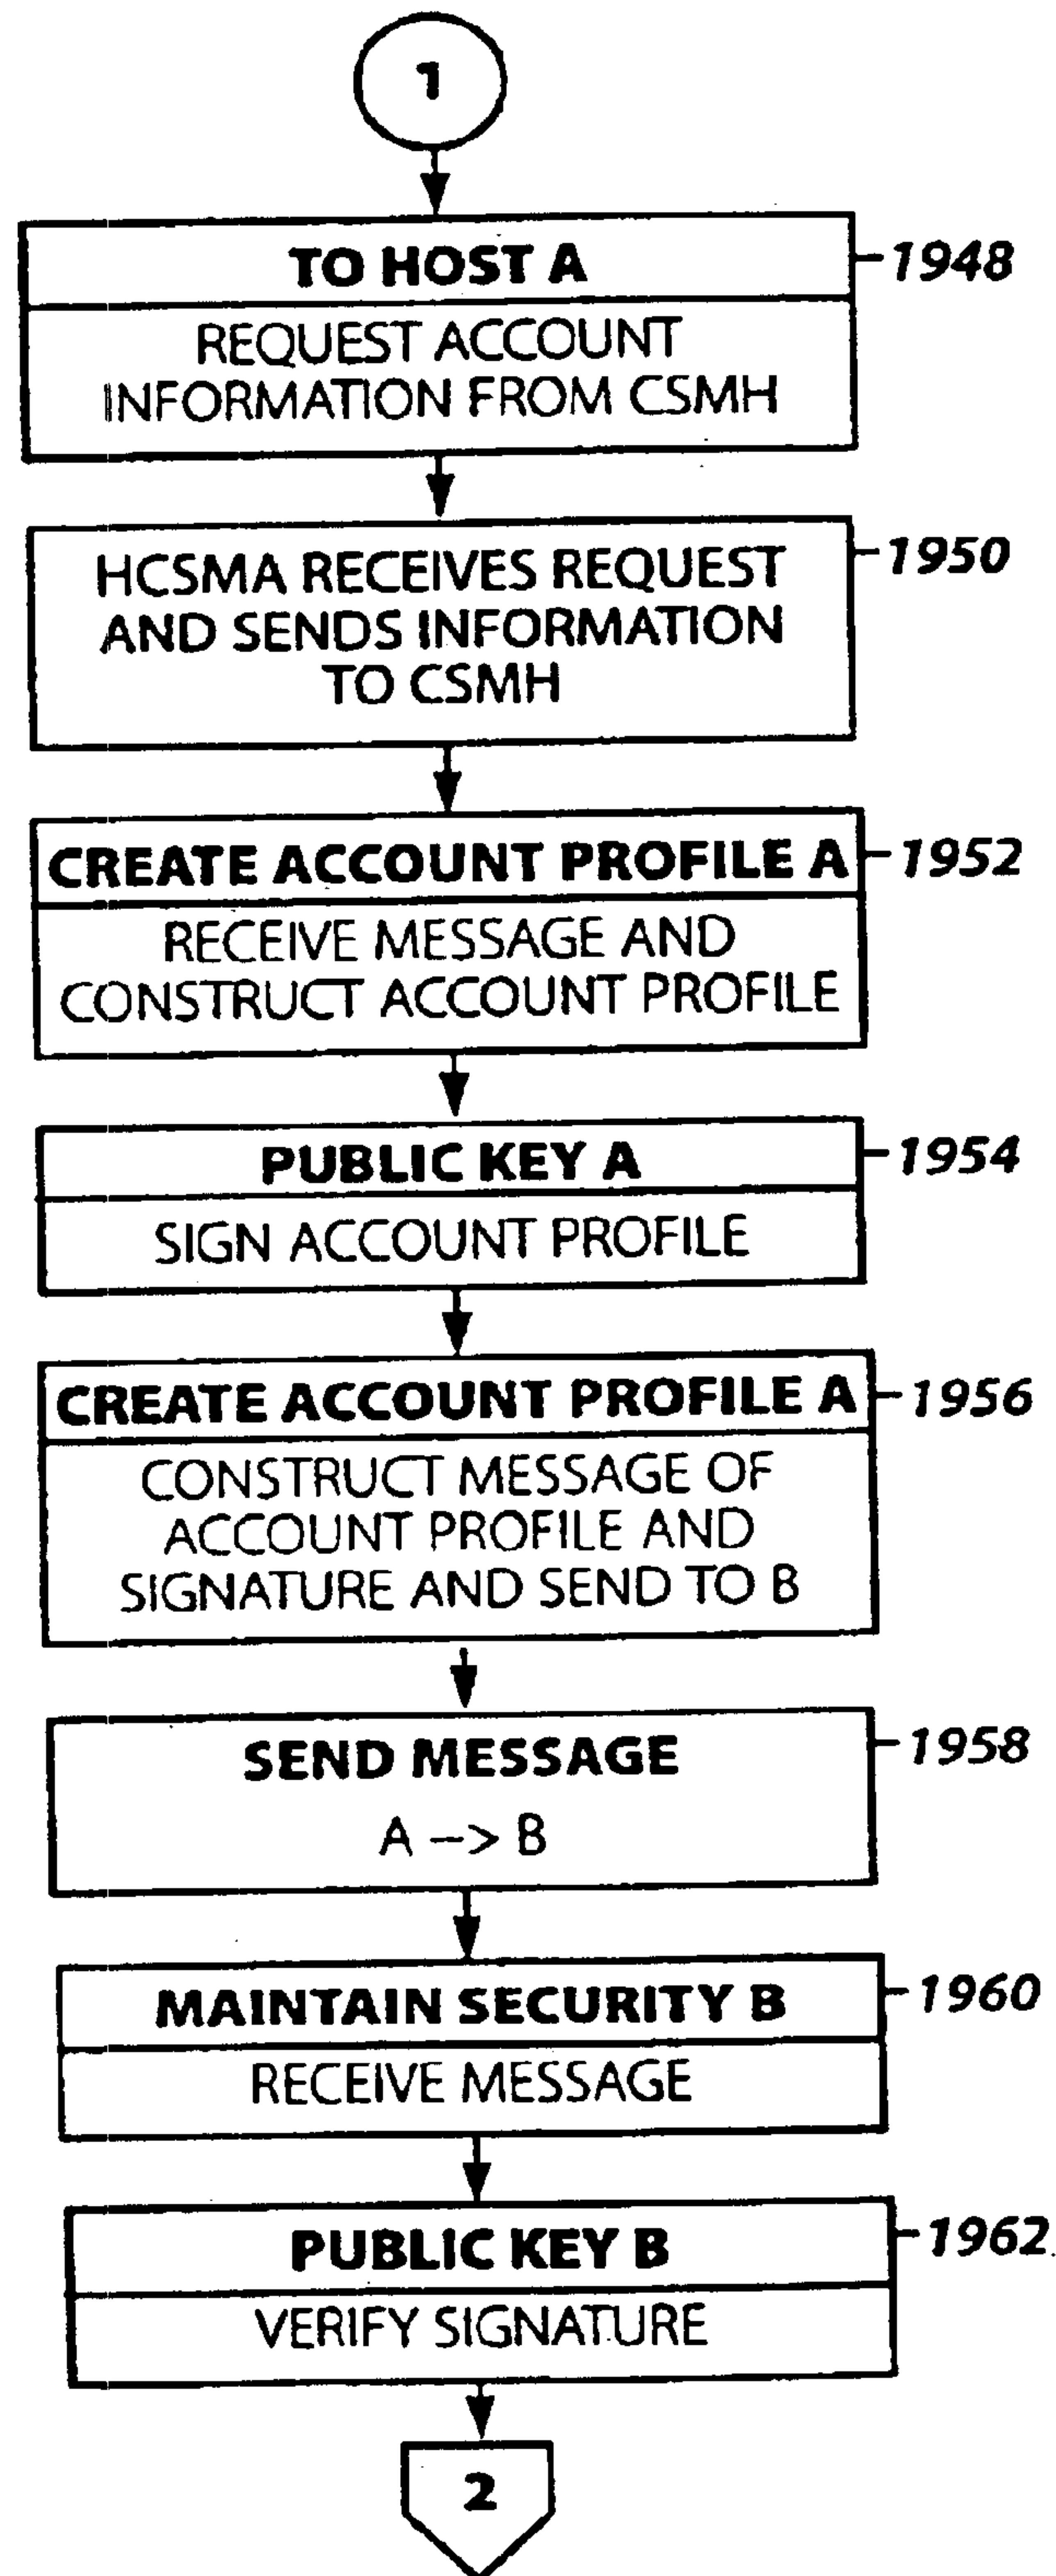 1
TO HOST A
1948
REQUEST ACCOUNT
INFORMATION FROM CSMH
HCSMA RECEIVES REQUEST
1950
AND SENDS INFORMATION
TO CSMH
CREATE ACCOUNT PROFILE A
1952
RECEIVE MESSAGE AND
CONSTRUCT ACCOUNT PROFILE
PUBLIC KEY A
1954
SIGN ACCOUNT PROFILE
CREATE ACCOUNT PROFILE A
1956
CONSTRUCT MESSAGE OF
ACCOUNT PROFILE AND
SIGNATURE AND SEND TO B
SEND MESSAGE
1958
A --> B
MAINTAIN SECURITY B
1960
RECEIVE MESSAGE
PUBLIC KEY B
1962
VERIFY SIGNATURE
2